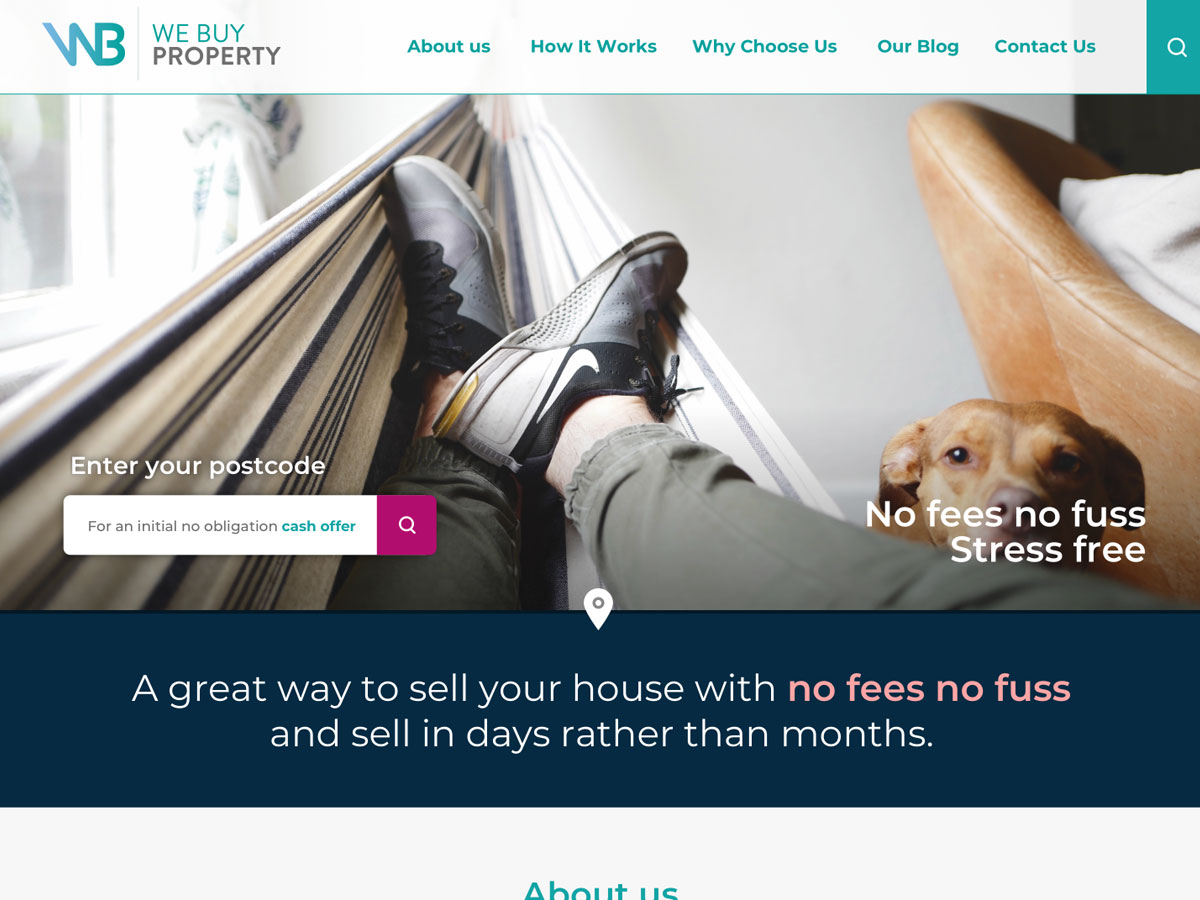 WB
WE BUY
PROPERTY
About us
How It Works
Why Choose Us
Our Blog
Contact Us
Enter your postcode
For an initial no obligation cash offer
No fees no fuss
Stress free
A great way to sell your house with no fees no fuss
and sell in days rather than months.
About us